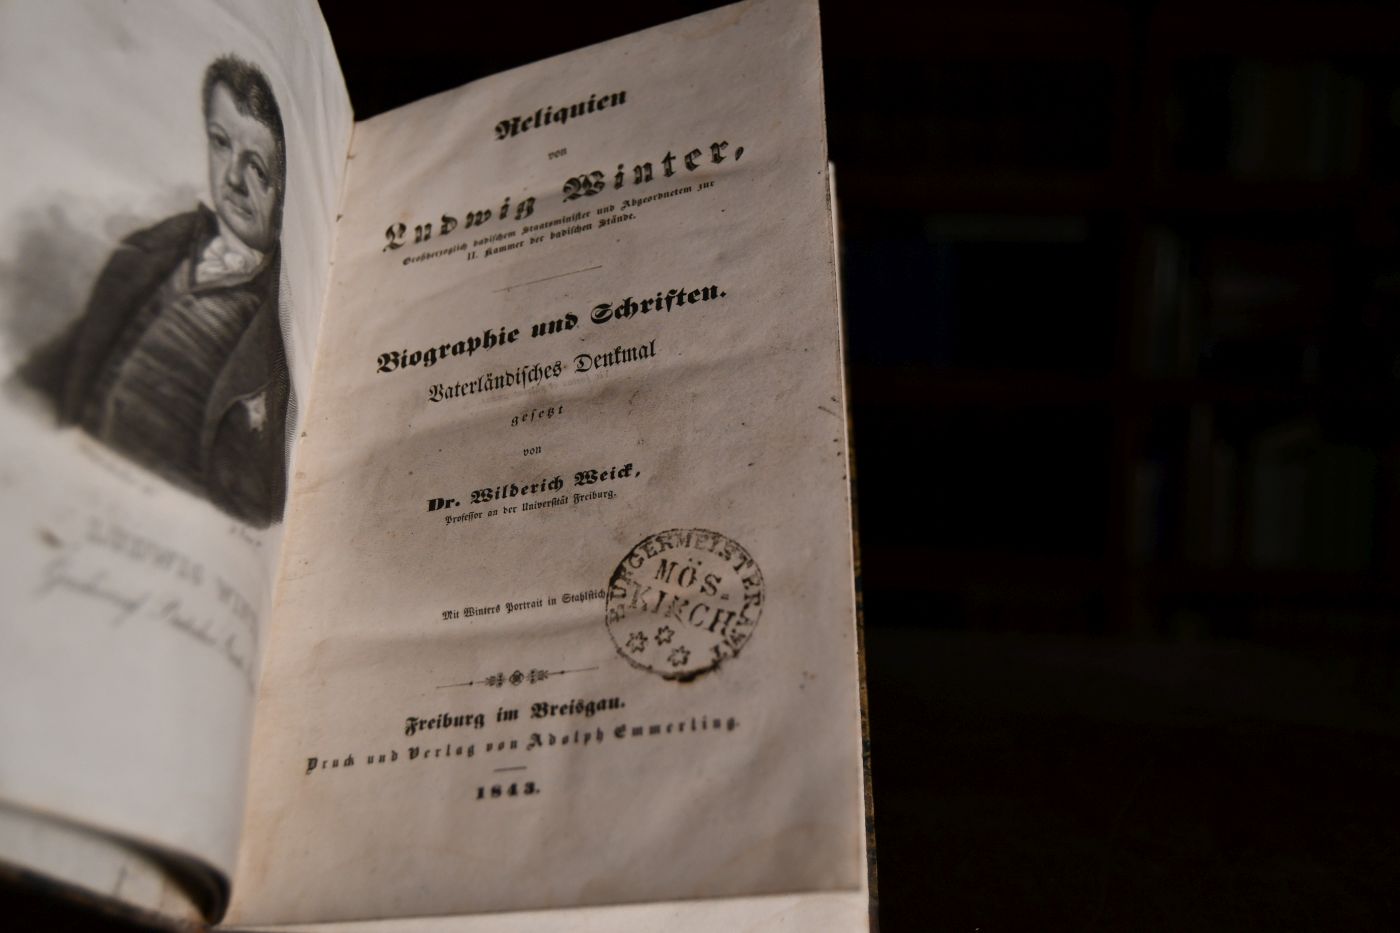 Reliquien
von
Ludwig Winter,
Großherzoglich badischem Staatsminister und Abgeordnetem zur
II. Kammer der badischen Stände.
Biographie und Schriften.
Vaterländisches Denkmal
gesetzt
von
Dr. Wilderich Weick,
Professor an der Universität Freiburg.
Mit Winters Portrait in Stahlstich
BÜRGERMEISTERAMT
MÖS=
KIRCH
Freiburg im Breisgau.
Druck und Verlag von Adolph Emmerling.
1843.